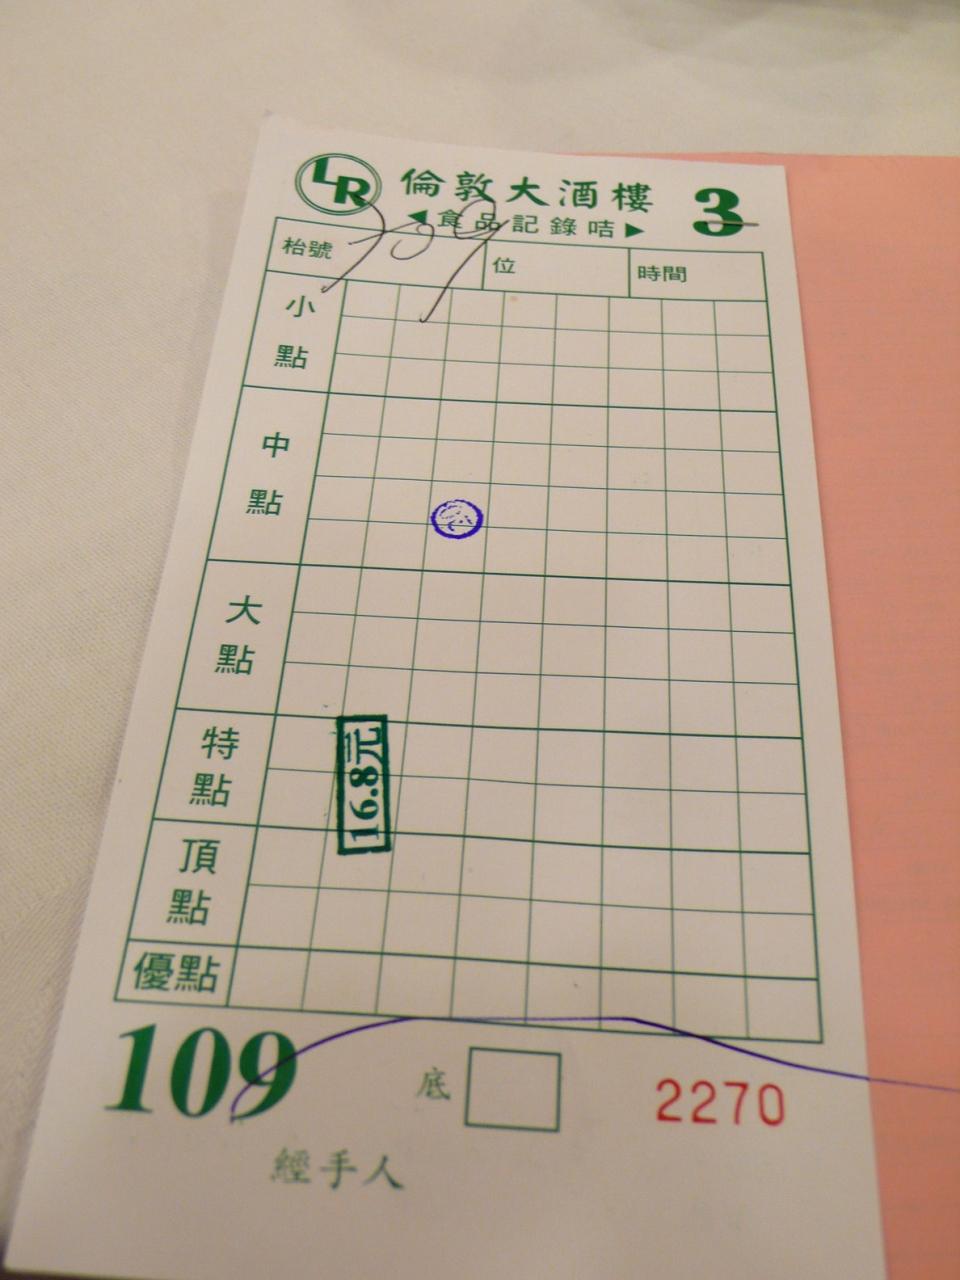 LR 倫敦大酒樓 3
◀食品記錄咭▶
枱號 709 位 時間
小點
中點
大點
特點
16.8元
頂點
優點
109 底 2270
經手人